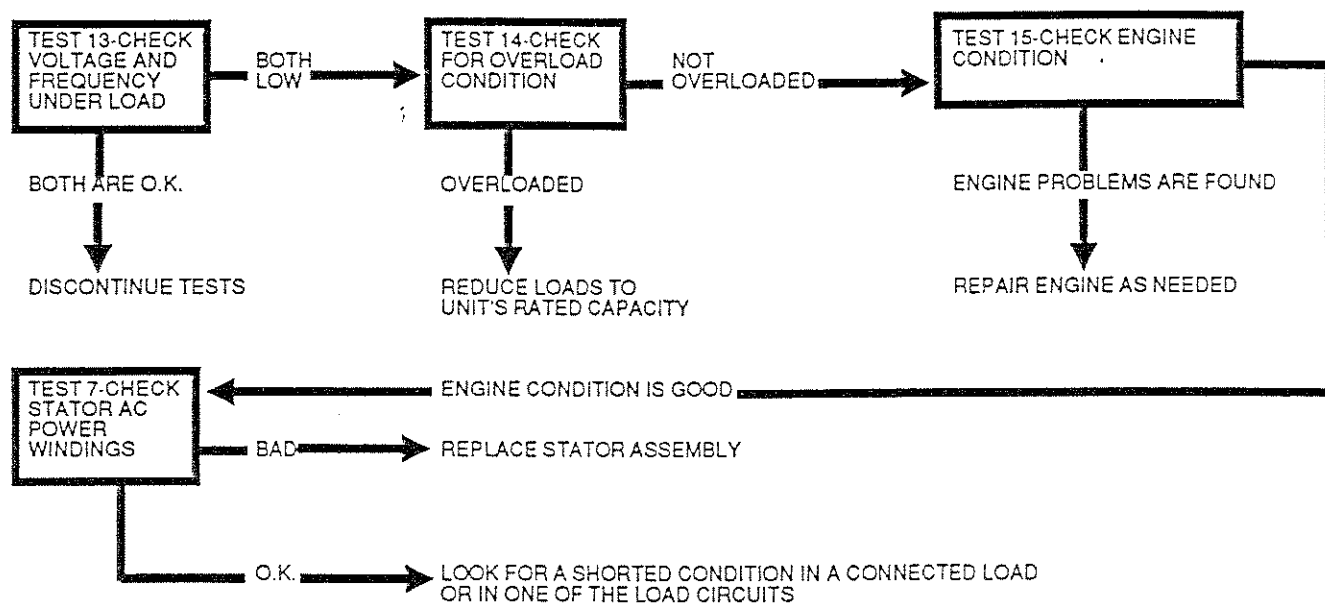 TEST 13-CHECK
VOLTAGE AND
FREQUENCY
UNDER LOAD
BOTH
LOW
TEST 14-CHECK
FOR OVERLOAD
CONDITION
NOT
OVERLOADED
TEST 15-CHECK ENGINE
CONDITION
BOTH ARE O.K.
OVERLOADED
ENGINE PROBLEMS ARE FOUND
DISCONTINUE TESTS
REDUCE LOADS TO
UNIT'S RATED CAPACITY
REPAIR ENGINE AS NEEDED
TEST 7-CHECK
STATOR AC
POWER
WINDINGS
ENGINE CONDITION IS GOOD
BAD
REPLACE STATOR ASSEMBLY
O.K.
LOOK FOR A SHORTED CONDITION IN A CONNECTED LOAD
OR IN ONE OF THE LOAD CIRCUITS